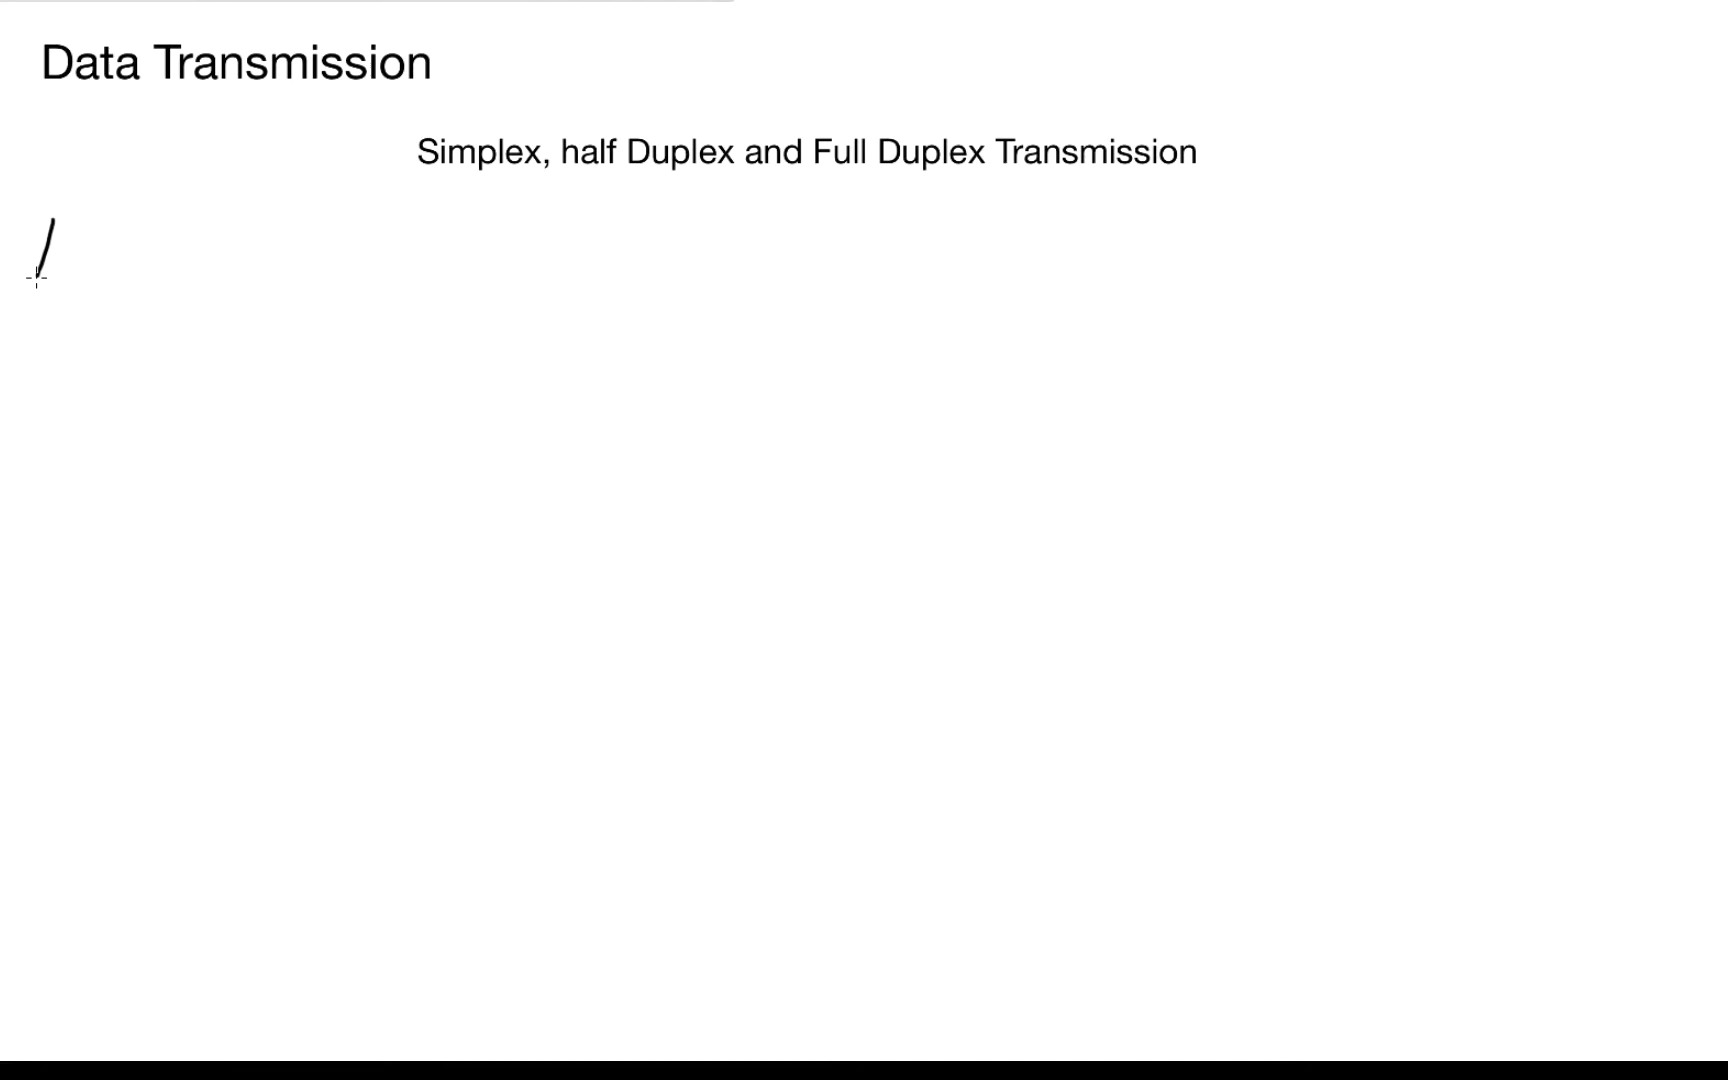 Data Transmission
Simplex, half Duplex and Full Duplex Transmission